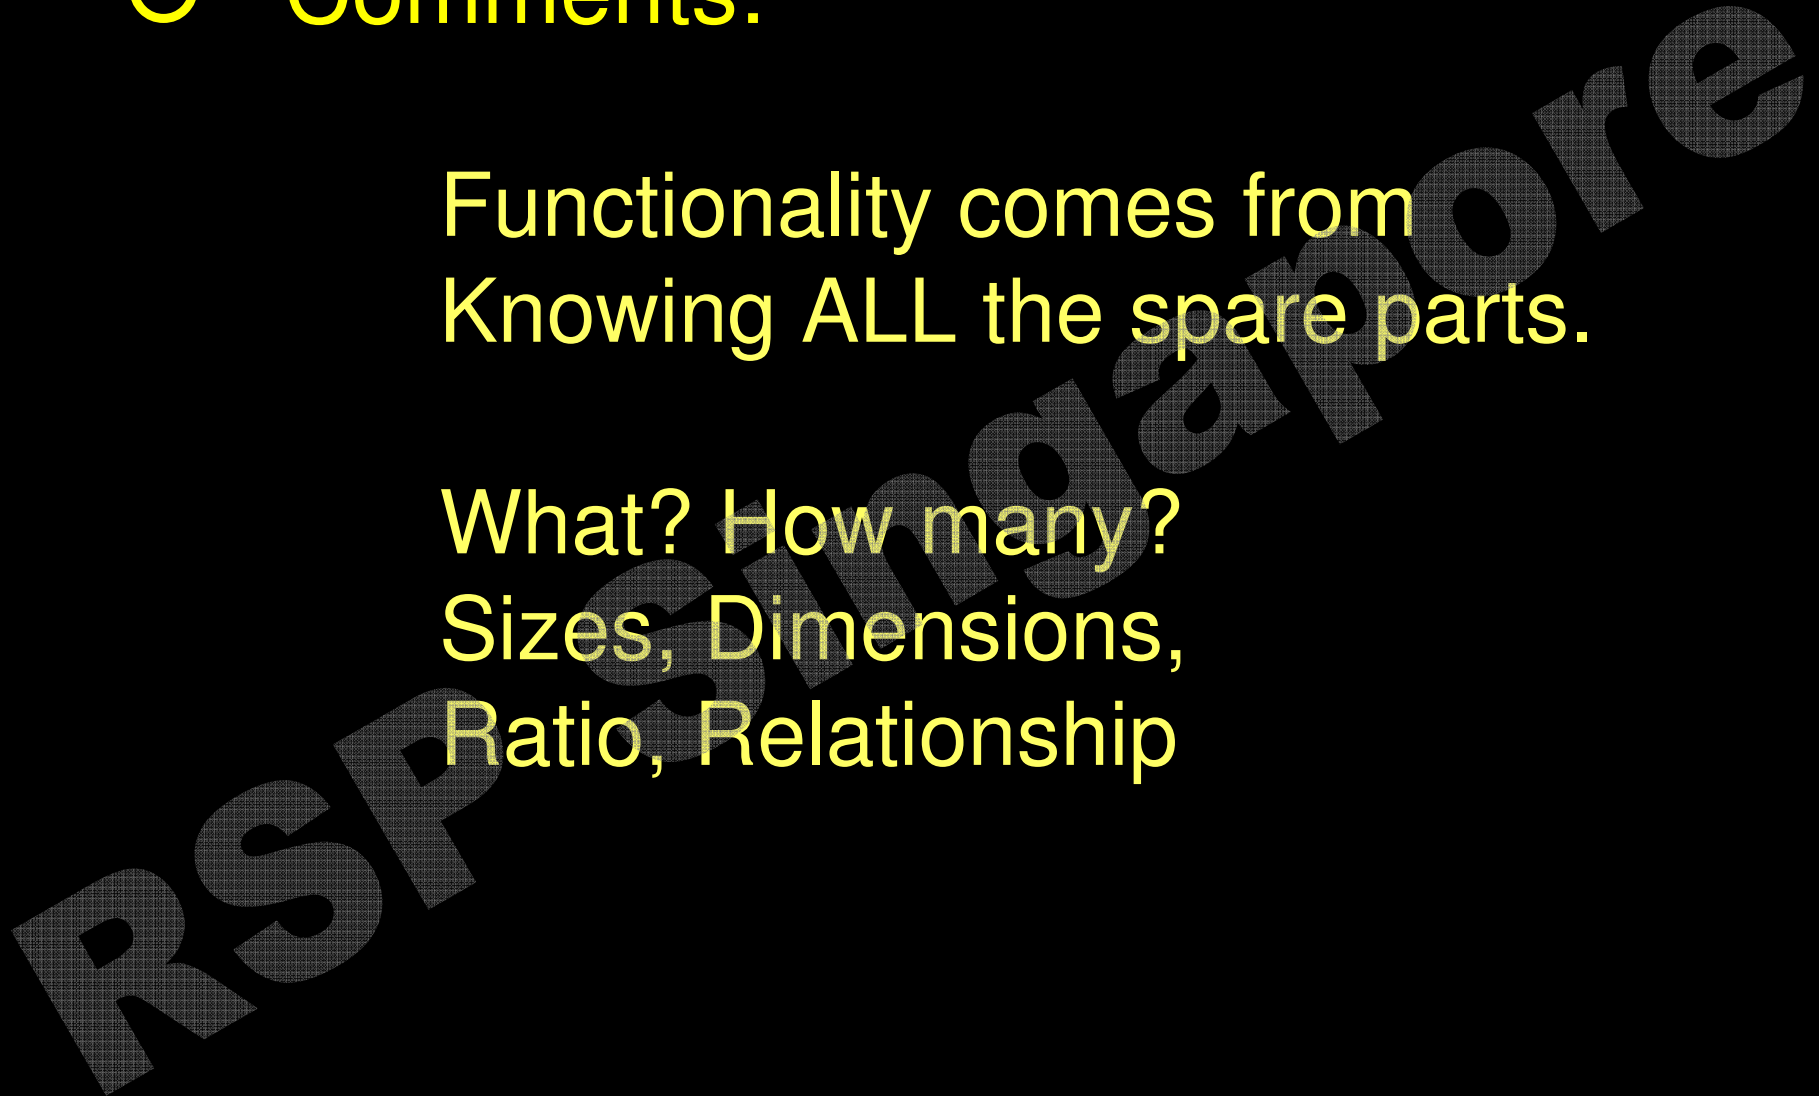 Comments:
Functionality comes from
Knowing ALL the spare parts.
What? How many?
Sizes, Dimensions,
Ratio, Relationship
RSP Singapore